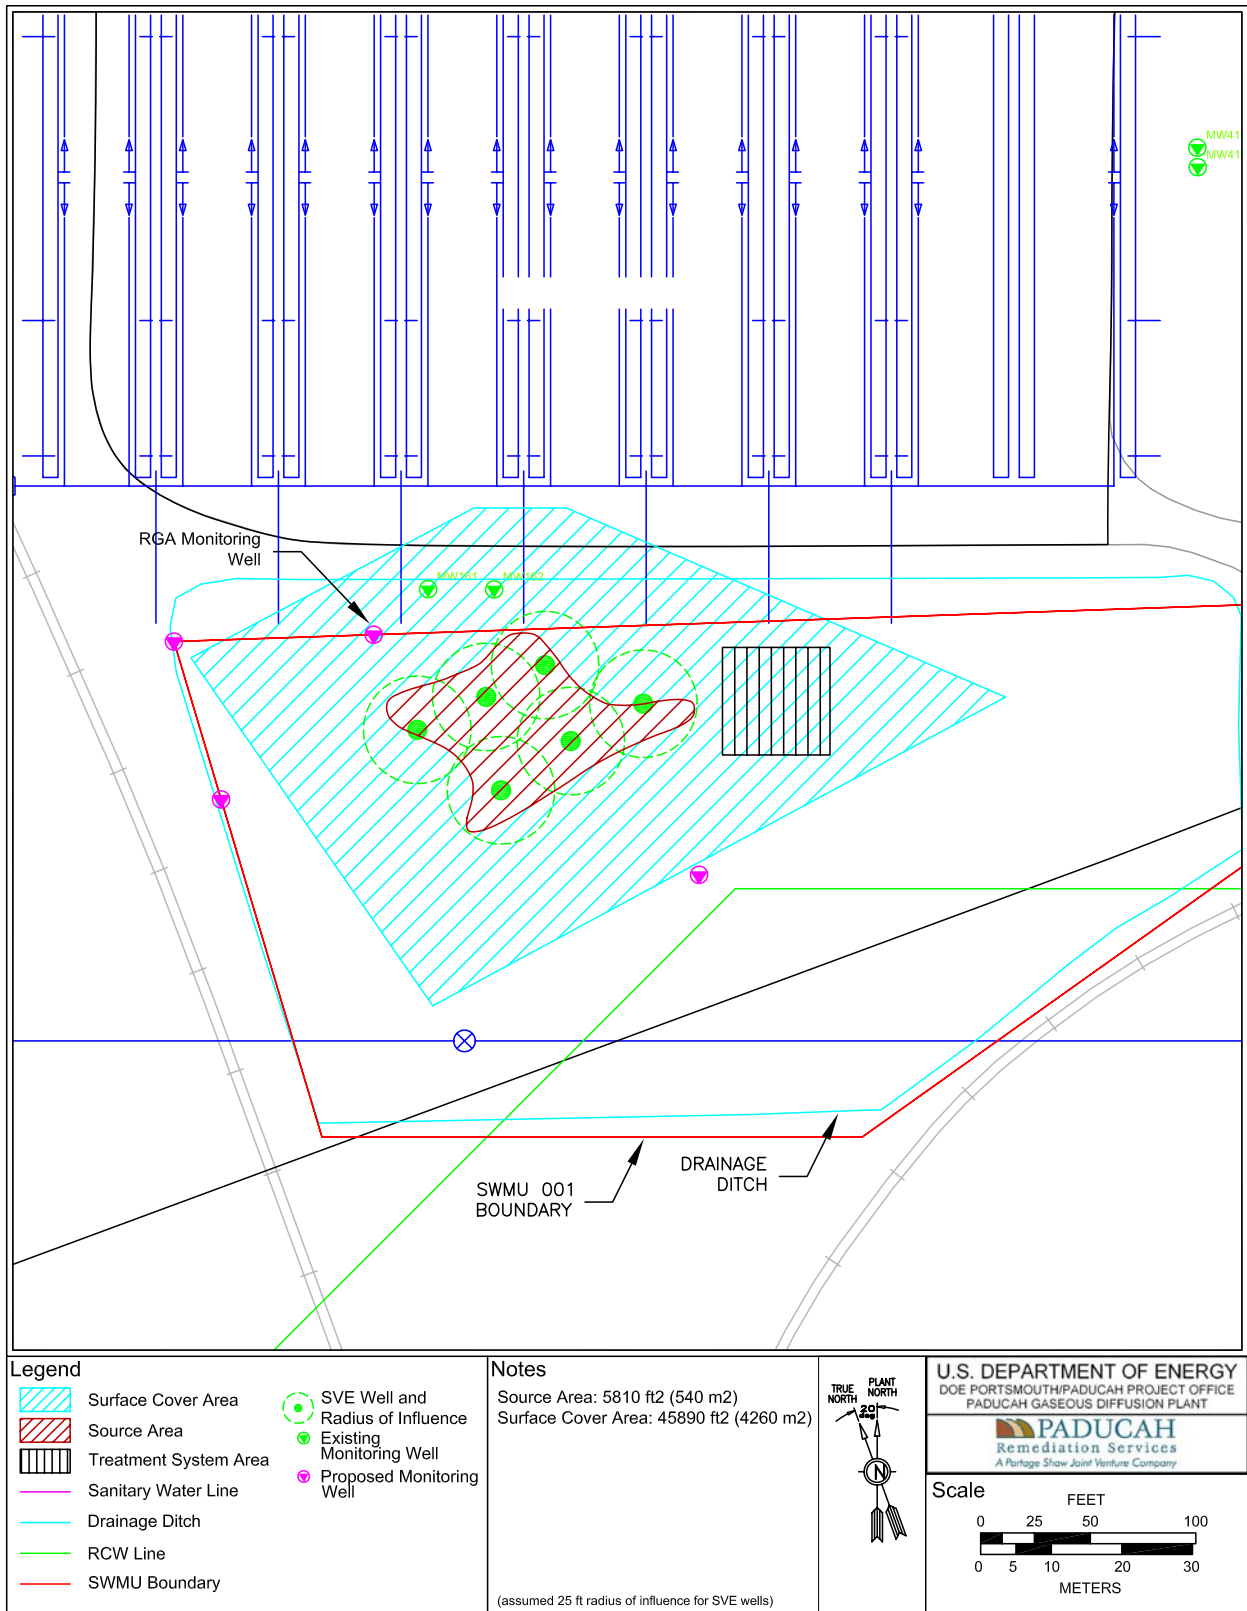 MW41
MW41
RGA Monitoring
Well
MW161
MW162
DRAINAGE
DITCH
SWMU 001
BOUNDARY
Legend
Surface Cover Area
Source Area
Treatment System Area
Sanitary Water Line
Drainage Ditch
RCW Line
SWMU Boundary
SVE Well and
Radius of Influence
Existing
Monitoring Well
Proposed Monitoring
Well
Notes
Source Area: 5810 ft2 (540 m2)
Surface Cover Area: 45890 ft2 (4260 m2)
(assumed 25 ft radius of influence for SVE wells)
TRUE
NORTH
PLANT
NORTH
20
deg
N
U.S. DEPARTMENT OF ENERGY
DOE PORTSMOUTH/PADUCAH PROJECT OFFICE
PADUCAH GASEOUS DIFFUSION PLANT
PADUCAH
Remediation Services
A Portage Shaw Joint Venture Company
Scale
FEET
0 25 50 100
0 5 10 20 30
METERS